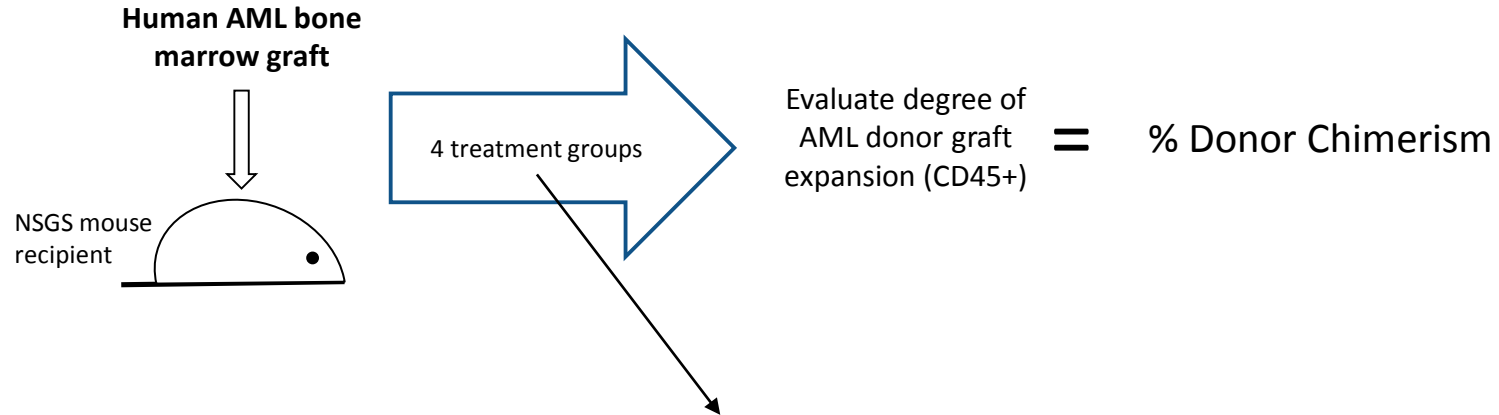 Human AML bone
marrow graft
NSGS mouse
recipient
4 treatment groups
Evaluate degree of
AML donor graft
expansion (CD45+)
=
% Donor Chimerism